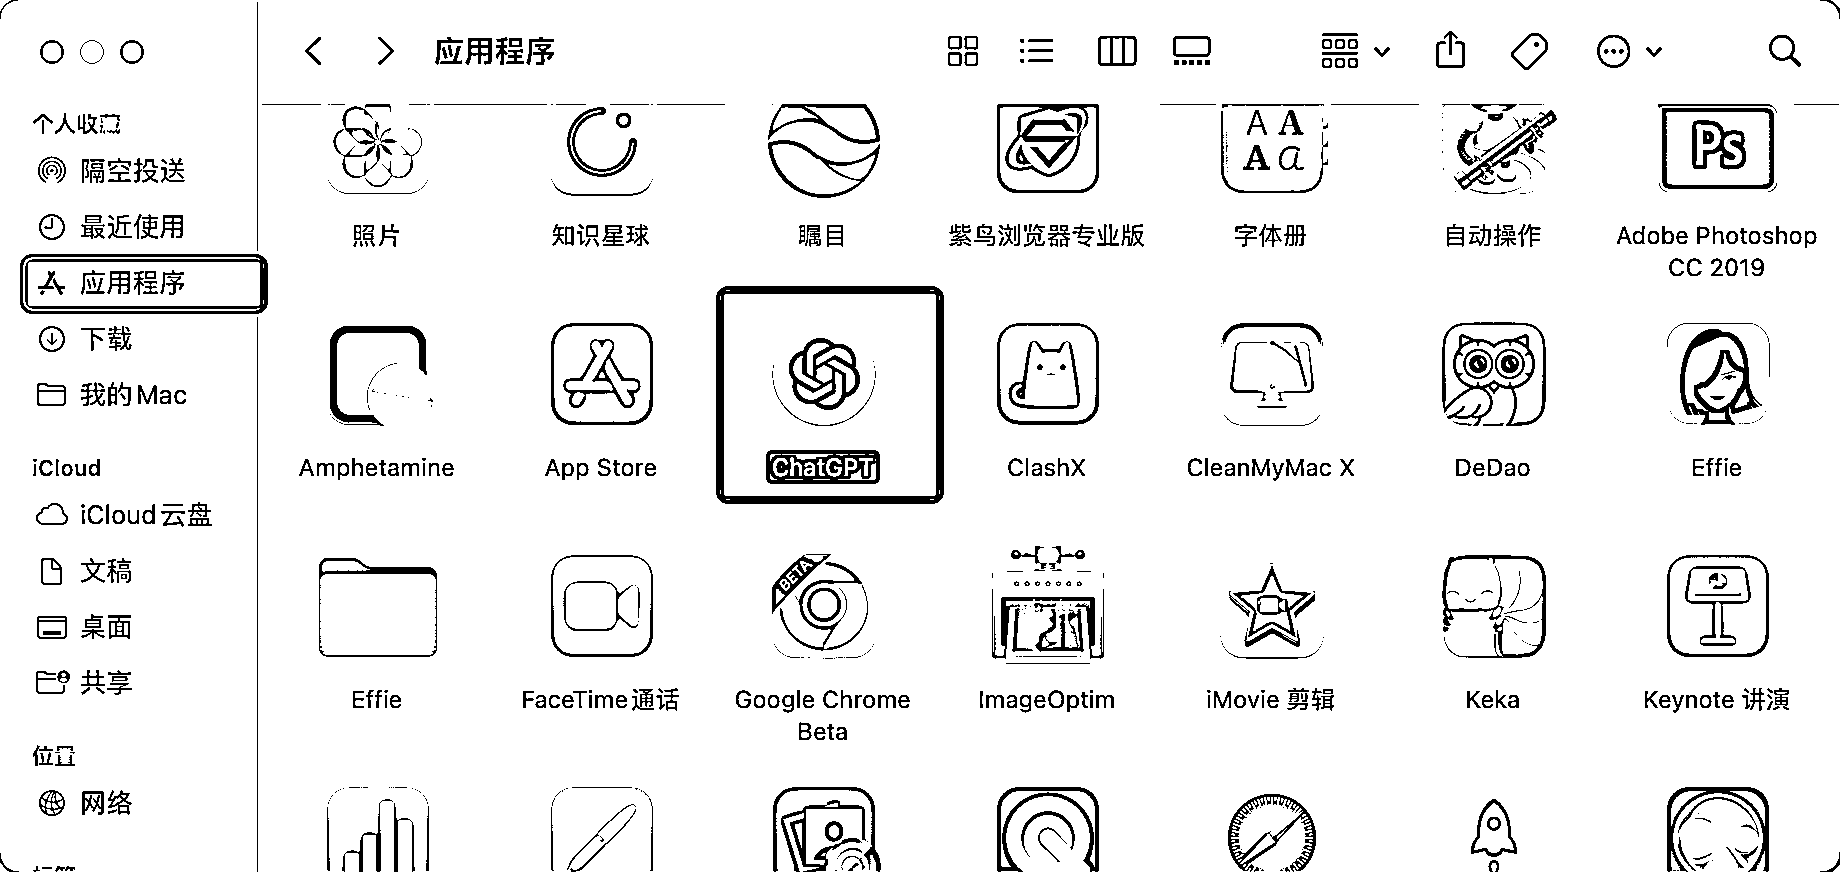 应用程序
个人收藏
隔空投送
最近使用
应用程序
下载
我的Mac
iCloud
iCloud云盘
文稿
桌面
共享
位置
网络
A A
A a
Ps
照片
知识星球
瞩目
紫鸟浏览器专业版
字体册
自动操作
Adobe Photoshop
CC 2019
Amphetamine
App Store
ChatGPT
ClashX
CleanMyMac X
DeDao
Effie
BETA
Effie
FaceTime通话
Google Chrome
Beta
ImageOptim
iMovie 剪辑
Keka
Keynote 讲演